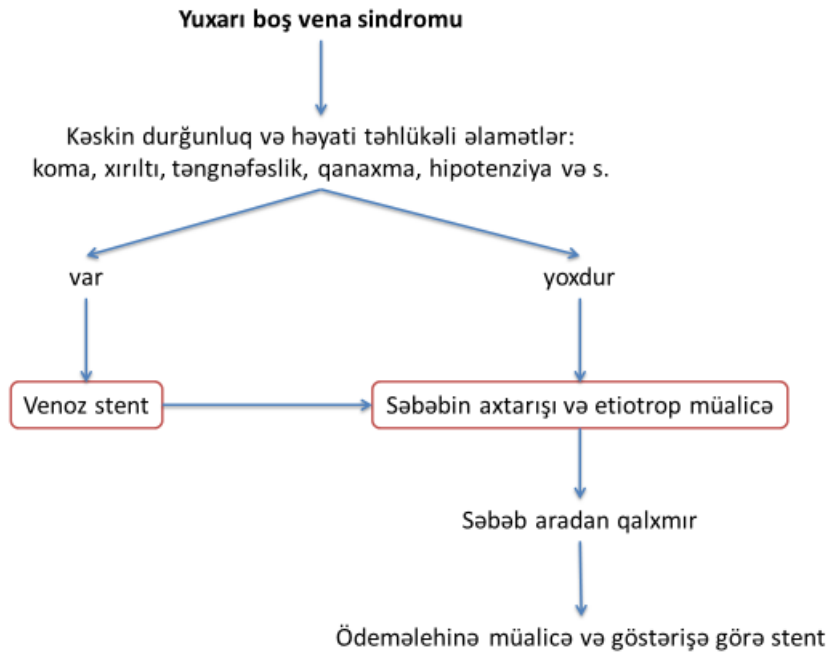 Yuxarı boş vena sindromu
Kəskin durğunluq və həyati təhlükəli əlamətlər:
koma, xırıltı, təngnəfəslik, qanaxma, hipotenziya və s.
var
yoxdur
Venoz stent
Səbəbin axtarışı və etiotrop müalicə
Səbəb aradan qalxmır
Ödeməlehinə müalicə və göstərişə görə stent